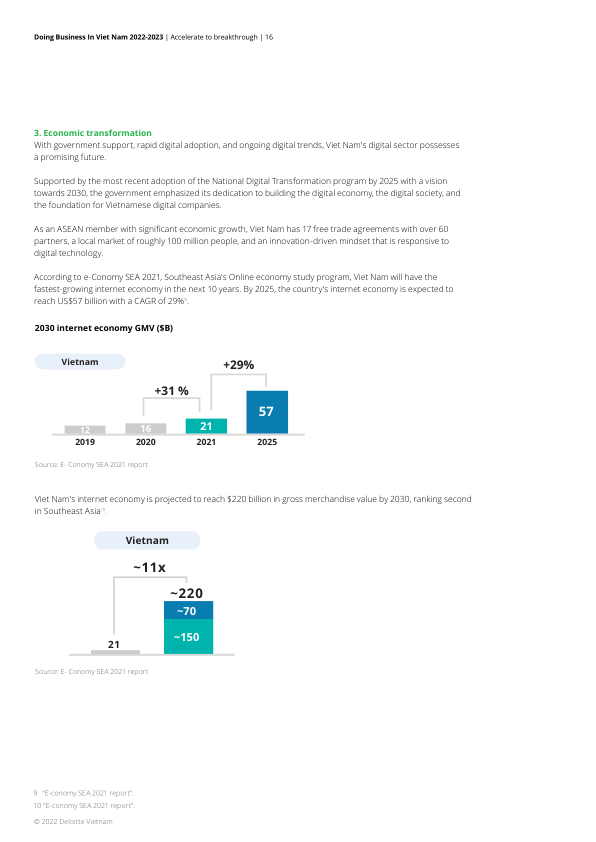 Doing Business In Viet Nam 2022-2023 | Accelerate to breakthrough | 16
3. Economic transformation
With government support, rapid digital adoption, and ongoing digital trends, Viet Nam's digital sector possesses
a promising future.
Supported by the most recent adoption of the National Digital Transformation program by 2025 with a vision
towards 2030, the government emphasized its dedication to building the digital economy, the digital society, and
the foundation for Vietnamese digital companies.
As an ASEAN member with significant economic growth, Viet Nam has 17 free trade agreements with over 60
partners, a local market of roughly 100 million people, and an innovation-driven mindset that is responsive to
digital technology.
According to e-Conomy SEA 2021, Southeast Asia's Online economy study program, Viet Nam will have the
fastest-growing internet economy in the next 10 years. By 2025, the country's internet economy is expected to
reach US$57 billion with a CAGR of 29%⁹.
2030 internet economy GMV ($B)
Vietnam
+29%
+31 %
57
21
16
12
2019 2020 2021 2025
Source: E- Conomy SEA 2021 report
Viet Nam's internet economy is projected to reach $220 billion in gross merchandise value by 2030, ranking second
in Southeast Asia¹⁰.
Vietnam
~11x
~220
~70
~150
21
Source: E- Conomy SEA 2021 report
9 "E-conomy SEA 2021 report".
10 "E-conomy SEA 2021 report".
© 2022 Deloitte Vietnam